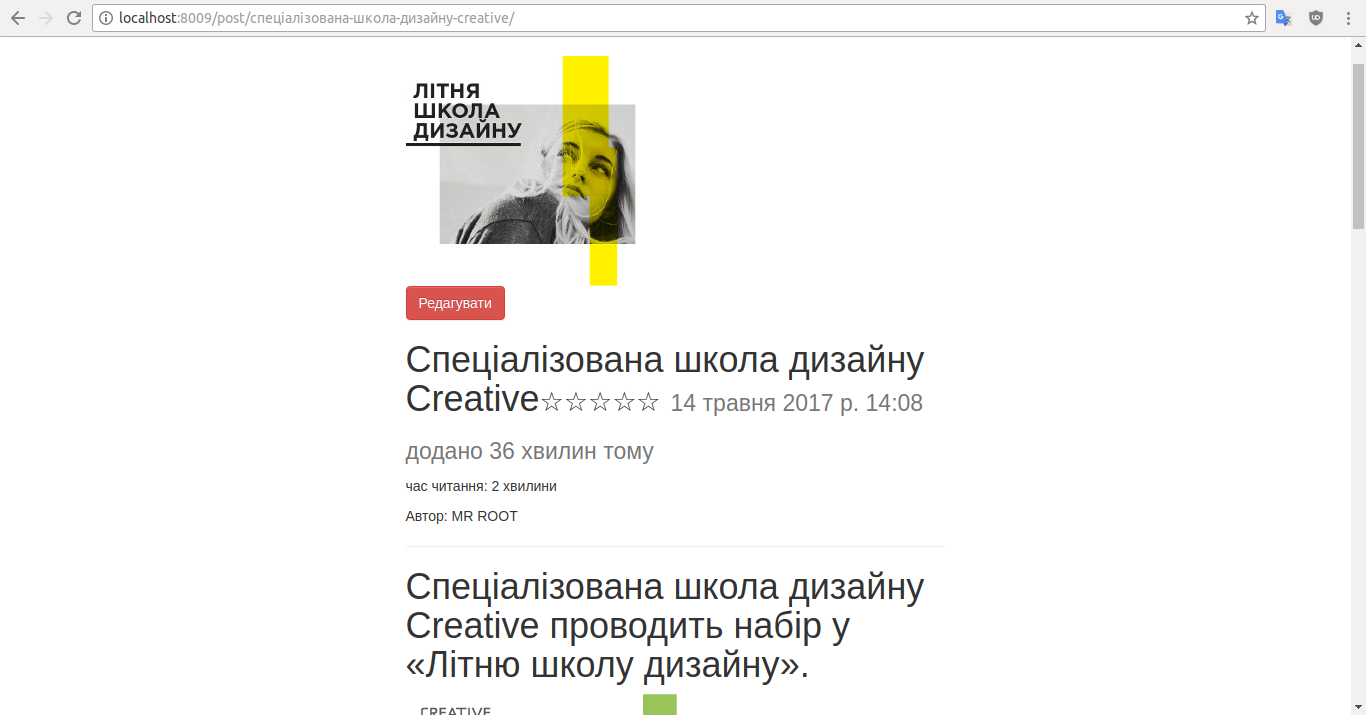 localhost:8009/post/спеціалізована-школа-дизайну-creative/
ЛІТНЯ
ШКОЛА
ДИЗАЙНУ
Редагувати
Спеціалізована школа дизайну
Creative☆☆☆☆☆ 14 травня 2017 р. 14:08
додано 36 хвилин тому
час читання: 2 хвилини
Автор: MR ROOT
Спеціалізована школа дизайну
Creative проводить набір у
«Літню школу дизайну».
CREATIVE